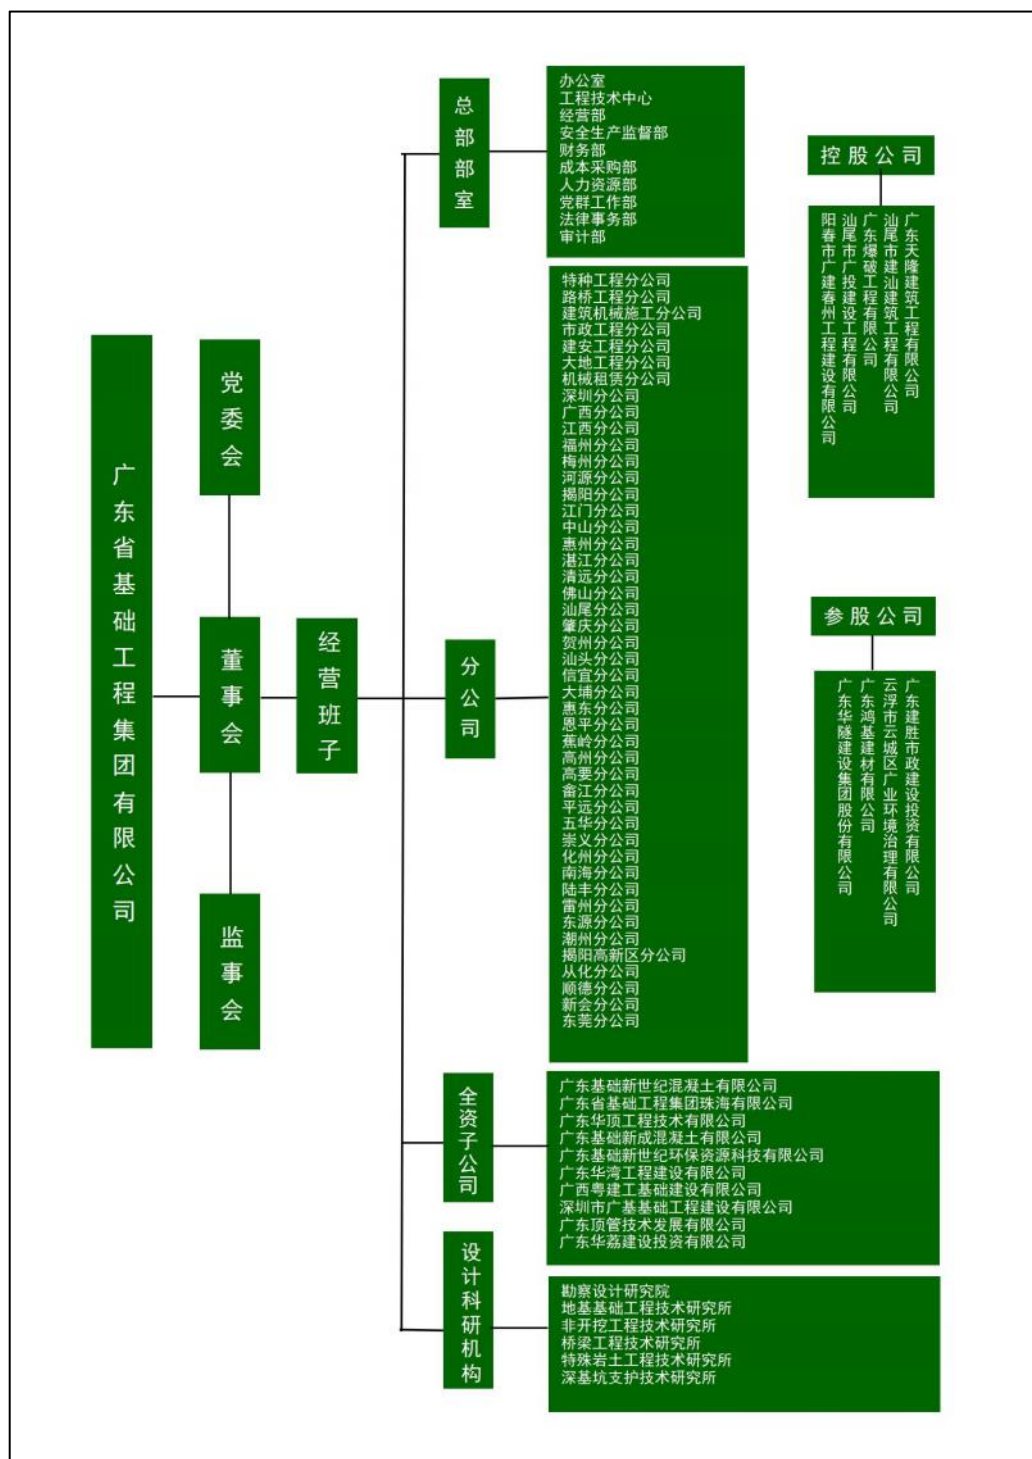 广东省基础工程集团有限公司
党委会
董事会
监事会
经营班子
总部部室
办公室
工程技术中心
经营部
安全生产监督部
财务部
成本采购部
人力资源部
党群工作部
法律事务部
审计部
分公司
特种工程分公司
路桥工程分公司
建筑机械施工分公司
市政工程分公司
建安工程分公司
大地工程分公司
机械租赁分公司
深圳分公司
广西分公司
江西分公司
福州分公司
梅州分公司
河源分公司
揭阳分公司
江门分公司
中山分公司
惠州分公司
湛江分公司
清远分公司
佛山分公司
汕尾分公司
肇庆分公司
贺州分公司
汕头分公司
信宜分公司
大埔分公司
惠东分公司
恩平分公司
蕉岭分公司
高州分公司
高要分公司
畲江分公司
平远分公司
五华分公司
崇义分公司
化州分公司
南海分公司
陆丰分公司
雷州分公司
东源分公司
潮州分公司
揭阳高新区分公司
从化分公司
顺德分公司
新会分公司
东莞分公司
全资子公司
广东基础新世纪混凝土有限公司
广东省基础工程集团珠海有限公司
广东华顶工程技术有限公司
广东基础新成混凝土有限公司
广东基础新世纪环保资源科技有限公司
广东华湾工程建设有限公司
广西粤建工基础建设有限公司
深圳市广基基础工程建设有限公司
广东顶管技术发展有限公司
广东华荔建设投资有限公司
设计科研机构
勘察设计研究院
地基基础工程技术研究所
非开挖工程技术研究所
桥梁工程技术研究所
特殊岩土工程技术研究所
深基坑支护技术研究所
控股公司
广东天隆建筑工程有限公司
汕尾市建汕建筑工程有限公司
广东爆破工程有限公司
汕尾市广投建设工程有限公司
阳春市广建春州工程建设有限公司
参股公司
广东建胜市政建设投资有限公司
云浮市云城区广业环境治理有限公司
广东鸿基建材有限公司
广东华隧建设集团股份有限公司